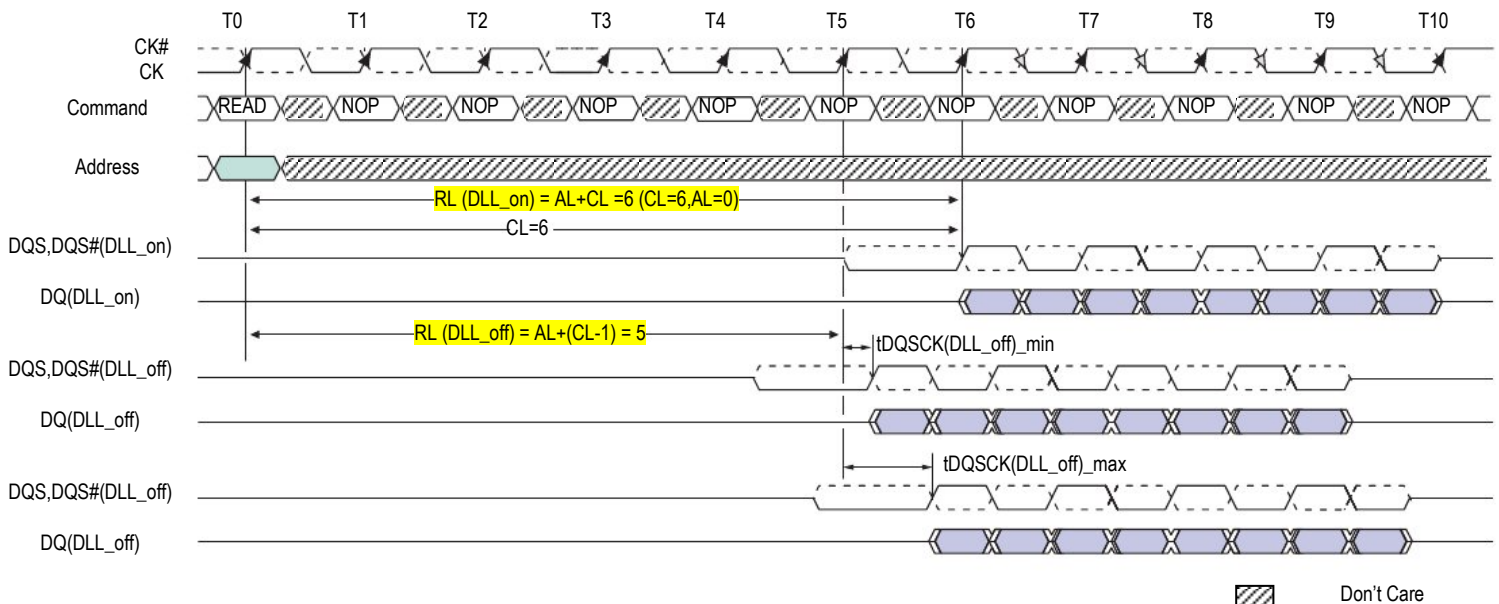 T0 T1 T2 T3 T4 T5 T6 T7 T8 T9 T10
CK#
CK
Command READ NOP NOP NOP NOP NOP NOP NOP NOP NOP NOP
Address
RL (DLL_on) = AL+CL =6 (CL=6,AL=0)
CL=6
DQS,DQS#(DLL_on)
DQ(DLL_on)
RL (DLL_off) = AL+(CL-1) = 5
tDQSCK(DLL_off)_min
DQS,DQS#(DLL_off)
DQ(DLL_off)
tDQSCK(DLL_off)_max
DQS,DQS#(DLL_off)
DQ(DLL_off)
Don't Care